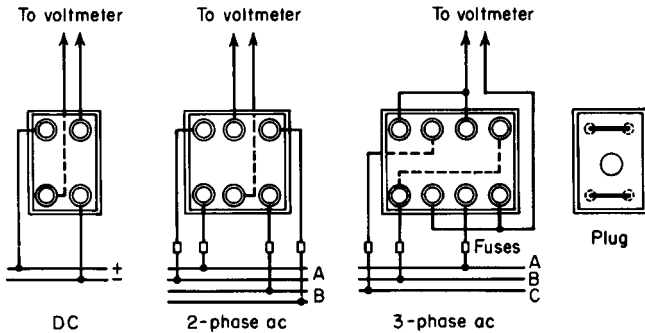 To voltmeter
To voltmeter
To voltmeter
Fuses
Plug
+
–
A
B
A
B
C
DC
2-phase ac
3-phase ac